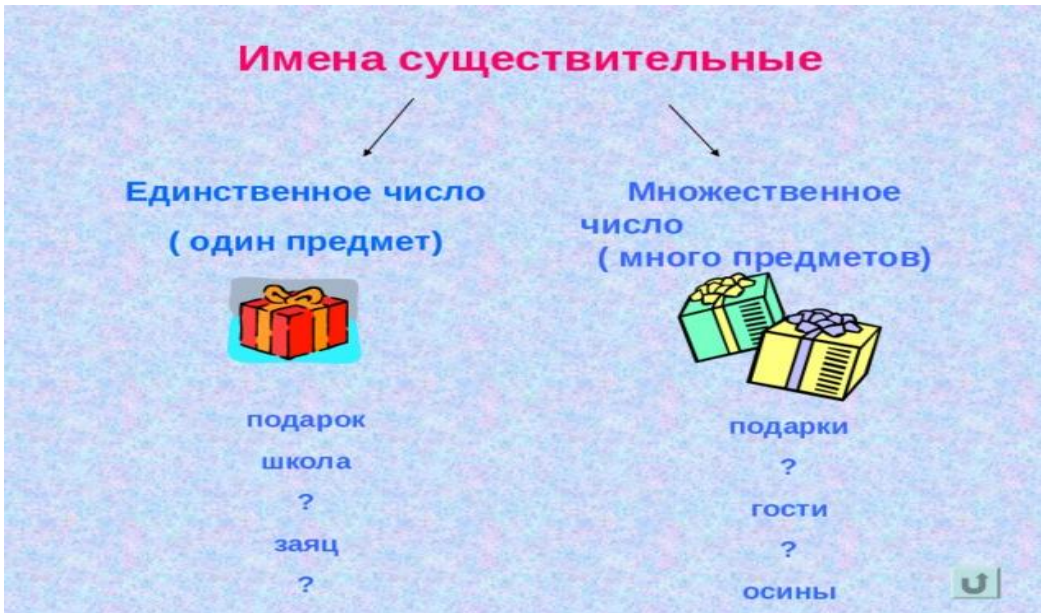 Имена существительные
Единственное число
( один предмет)
подарок
школа
?
заяц
?
Множественное
число
( много предметов)
подарки
?
гости
?
осины